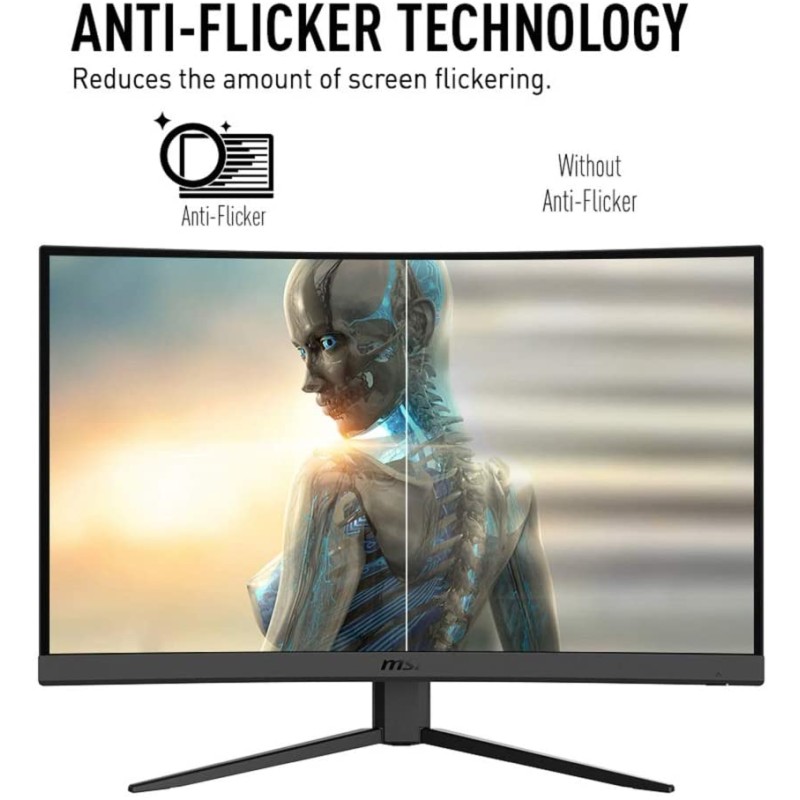 ANTI-FLICKER TECHNOLOGY
Reduces the amount of screen flickering.
Anti-Flicker
Without
Anti-Flicker
msi